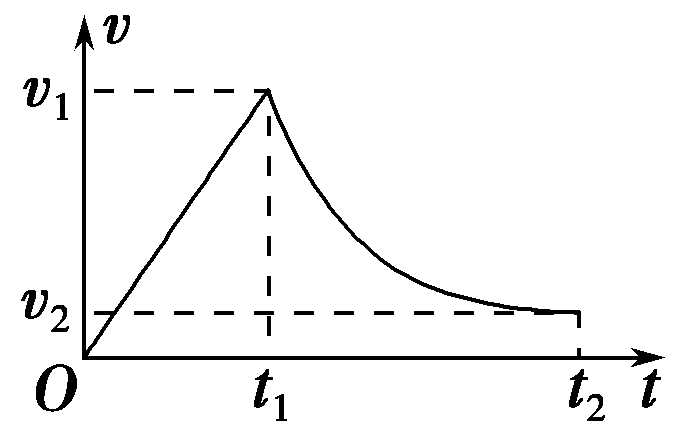 v
v₁
v₂
O
t₁
t₂
t